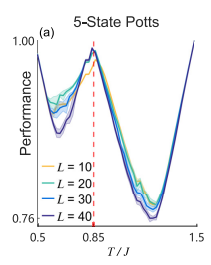 5-State Potts
(a)
1.00
Performance
L = 10
L = 20
L = 30
L = 40
0.76
0.5 0.85 1.5
T/J